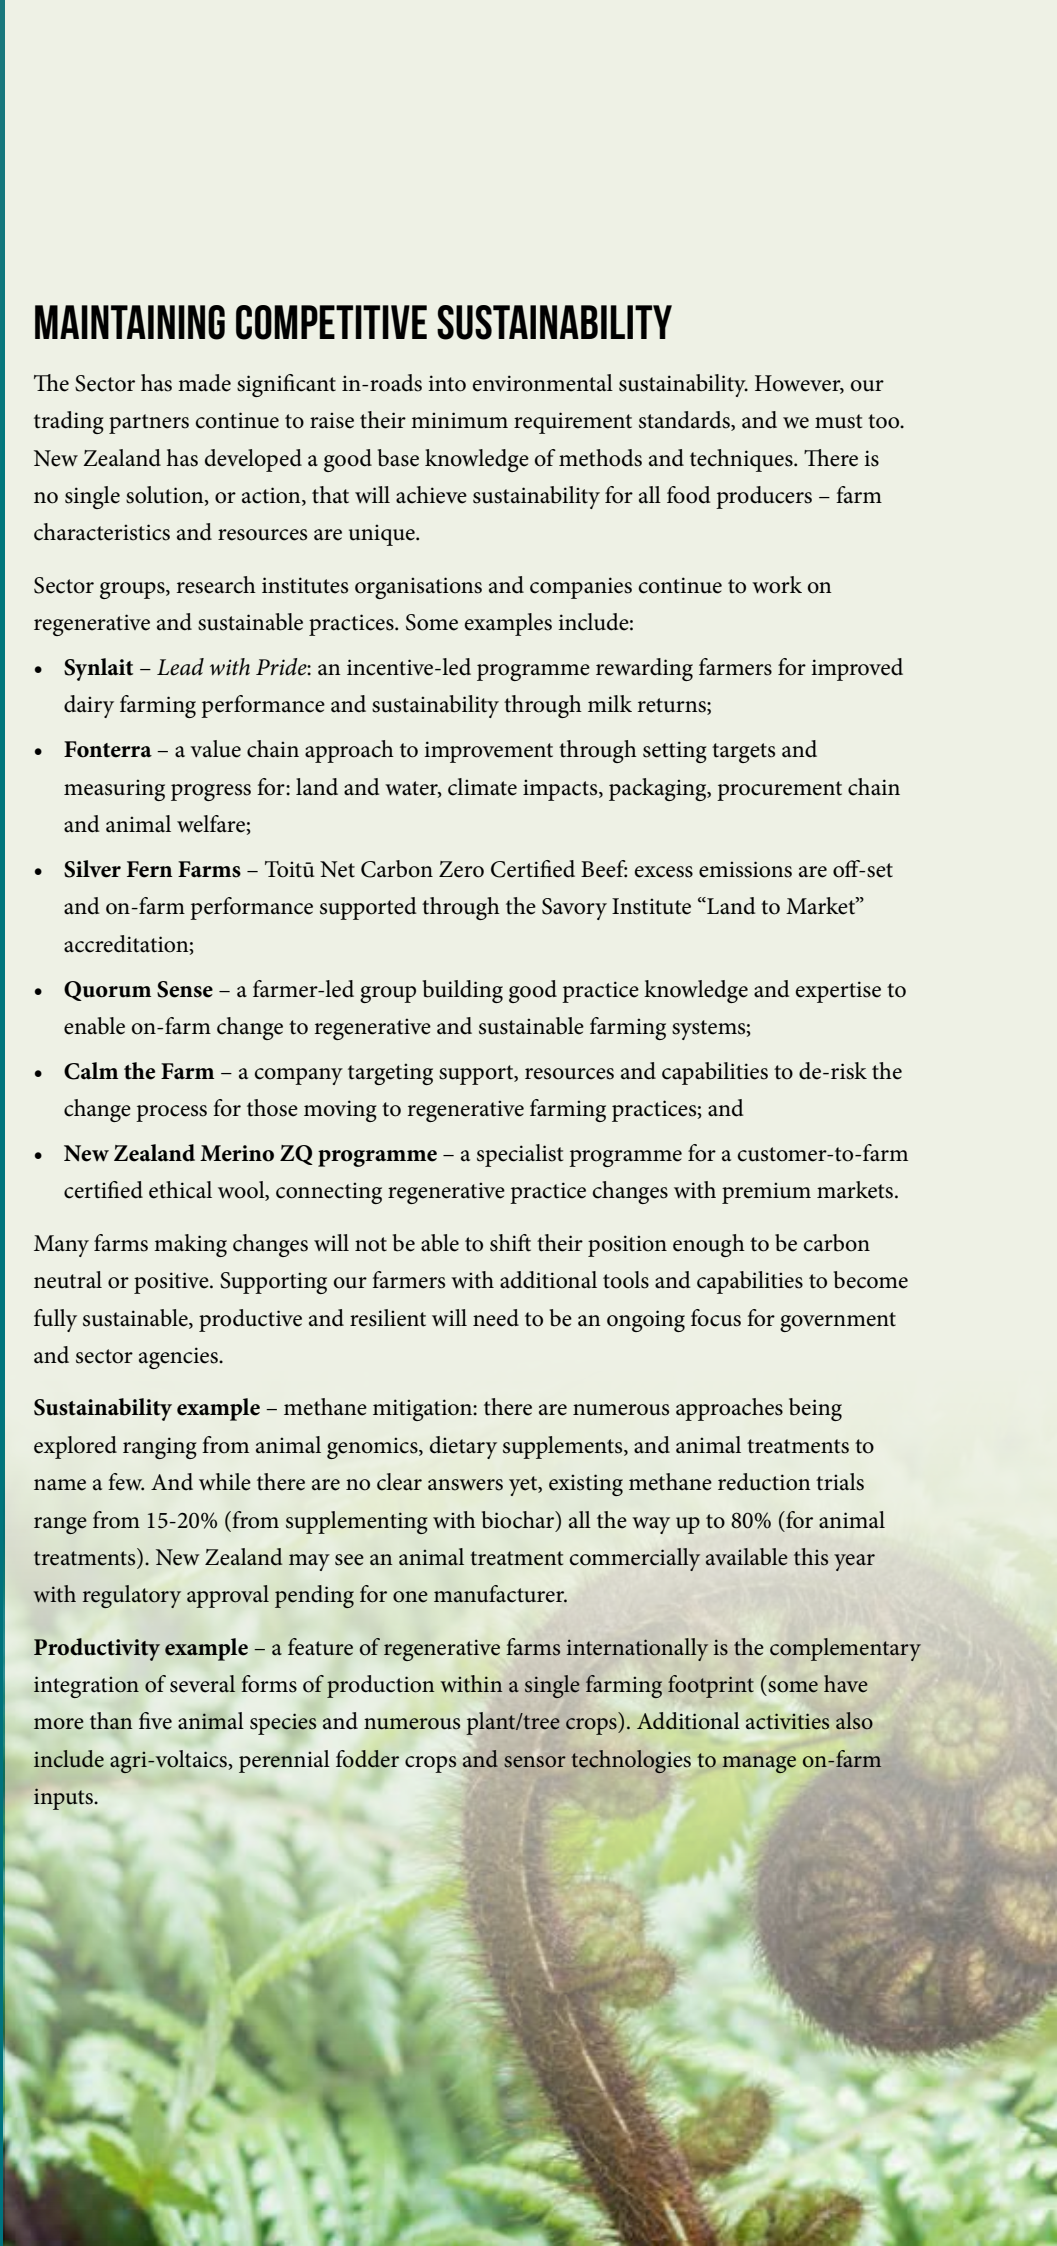 MAINTAINING COMPETITIVE SUSTAINABILITY
The Sector has made significant in-roads into environmental sustainability. However, our
trading partners continue to raise their minimum requirement standards, and we must too.
New Zealand has developed a good base knowledge of methods and techniques. There is
no single solution, or action, that will achieve sustainability for all food producers – farm
characteristics and resources are unique.
Sector groups, research institutes organisations and companies continue to work on
regenerative and sustainable practices. Some examples include:
• Synlait – Lead with Pride: an incentive-led programme rewarding farmers for improved
dairy farming performance and sustainability through milk returns;
• Fonterra – a value chain approach to improvement through setting targets and
measuring progress for: land and water, climate impacts, packaging, procurement chain
and animal welfare;
• Silver Fern Farms – Toitū Net Carbon Zero Certified Beef: excess emissions are off-set
and on-farm performance supported through the Savory Institute “Land to Market”
accreditation;
• Quorum Sense – a farmer-led group building good practice knowledge and expertise to
enable on-farm change to regenerative and sustainable farming systems;
• Calm the Farm – a company targeting support, resources and capabilities to de-risk the
change process for those moving to regenerative farming practices; and
• New Zealand Merino ZQ programme – a specialist programme for a customer-to-farm
certified ethical wool, connecting regenerative practice changes with premium markets.
Many farms making changes will not be able to shift their position enough to be carbon
neutral or positive. Supporting our farmers with additional tools and capabilities to become
fully sustainable, productive and resilient will need to be an ongoing focus for government
and sector agencies.
Sustainability example – methane mitigation: there are numerous approaches being
explored ranging from animal genomics, dietary supplements, and animal treatments to
name a few. And while there are no clear answers yet, existing methane reduction trials
range from 15-20% (from supplementing with biochar) all the way up to 80% (for animal
treatments). New Zealand may see an animal treatment commercially available this year
with regulatory approval pending for one manufacturer.
Productivity example – a feature of regenerative farms internationally is the complementary
integration of several forms of production within a single farming footprint (some have
more than five animal species and numerous plant/tree crops). Additional activities also
include agri-voltaics, perennial fodder crops and sensor technologies to manage on-farm
inputs.